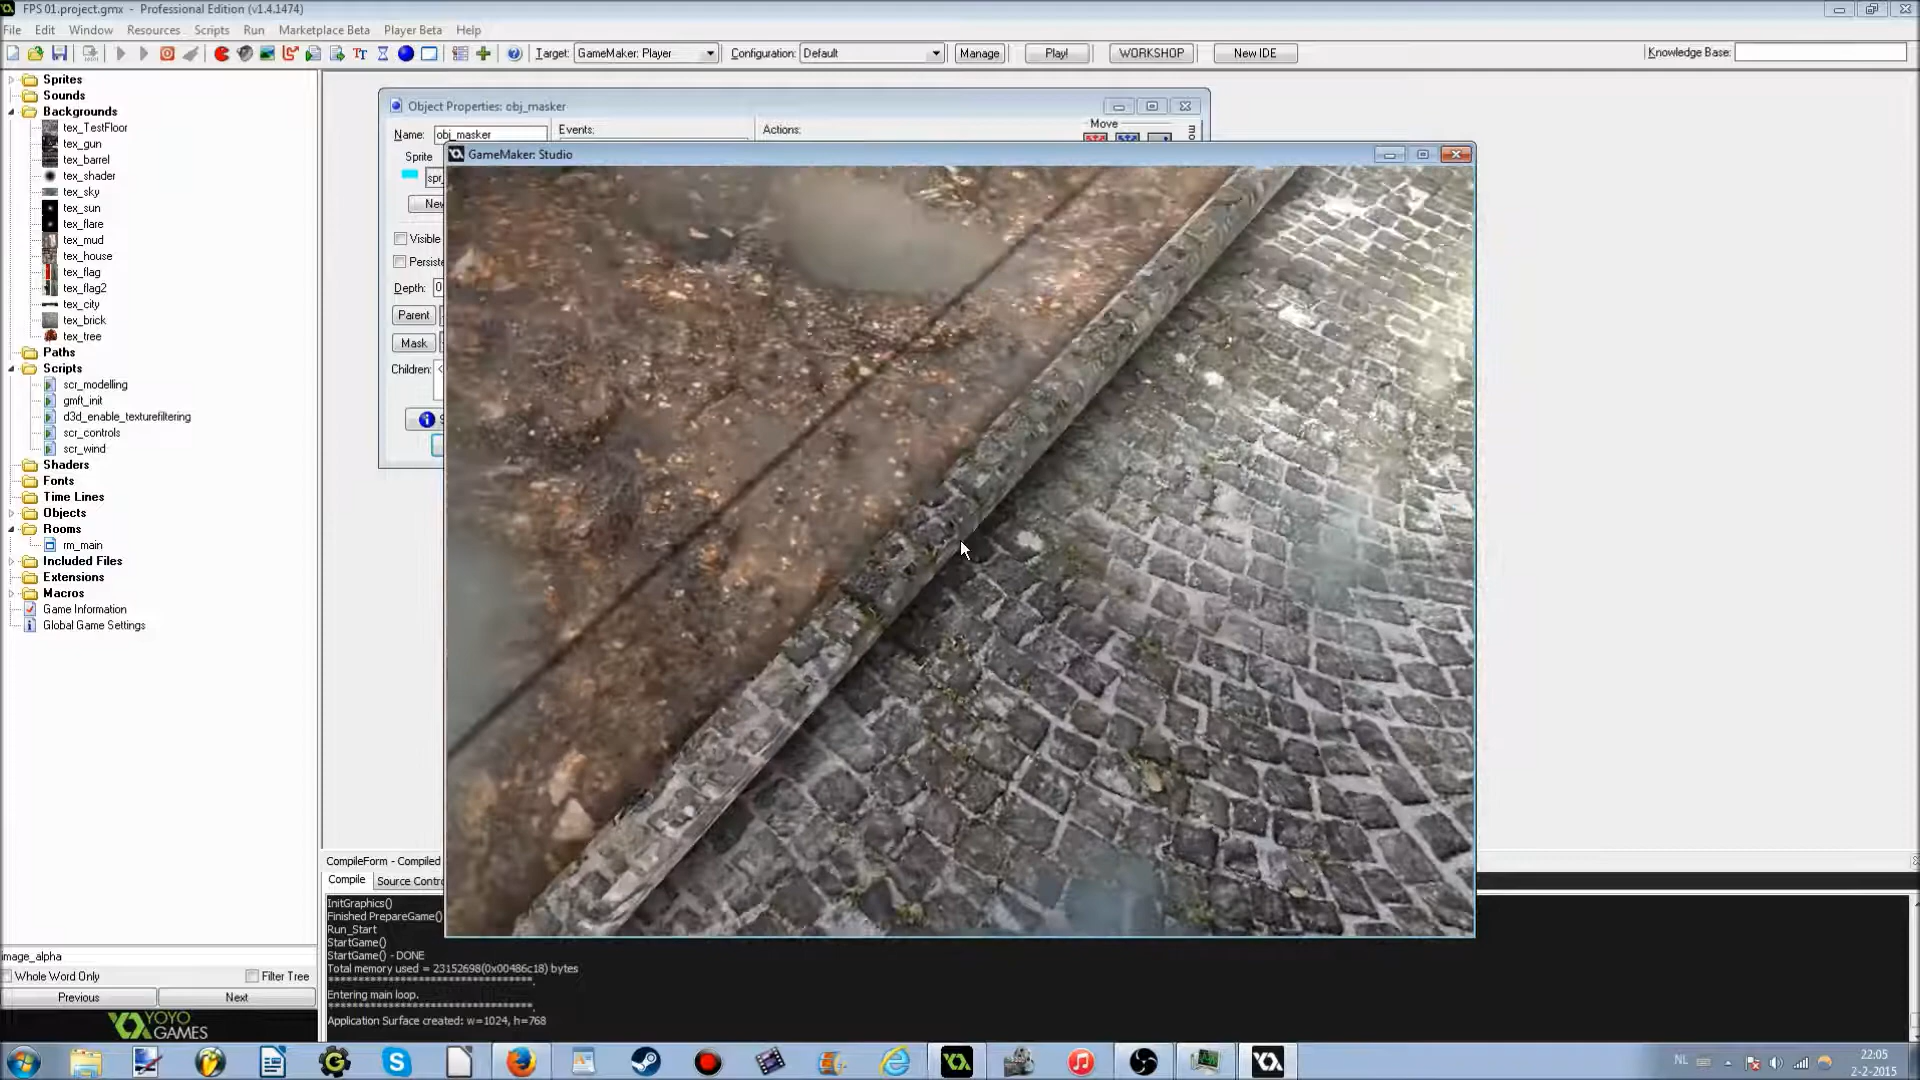 FPS 01.project.gmx - Professional Edition (v1.4.1474)
File Edit Window Resources Scripts Run Marketplace Beta Player Beta Help
Target: GameMaker: Player Configuration: Default Manage Play! WORKSHOP New IDE Knowledge Base:
Sprites
Sounds
Backgrounds
tex_TestFloor
tex_gun
tex_barrel
tex_shader
tex_sky
tex_sun
tex_flare
tex_mud
tex_house
tex_flag
tex_flag2
tex_city
tex_brick
tex_tree
Paths
Scripts
scr_modelling
gmft_init
d3d_enable_texturefiltering
scr_controls
scr_wind
Shaders
Fonts
Time Lines
Objects
Rooms
rm_main
Included Files
Extensions
Macros
Game Information
Global Game Settings
image_alpha
Whole Word Only Filter Tree
Previous Next
YOYO
GAMES
Object Properties: obj_masker
Name: obj_masker Events: Actions: Move
Sprite
spr_
New
Visible
Persiste
Depth: 0
Parent
Mask
Children: <
GameMaker: Studio
CompileForm - Compiled
Compile Source Contro
InitGraphics()
Finished PrepareGame()
Run_Start
StartGame()
StartGame() - DONE
Total memory used = 23152698(0x00486c18) bytes
Entering main loop.
Application Surface created: w=1024, h=768
NL
22:05
2-2-2015